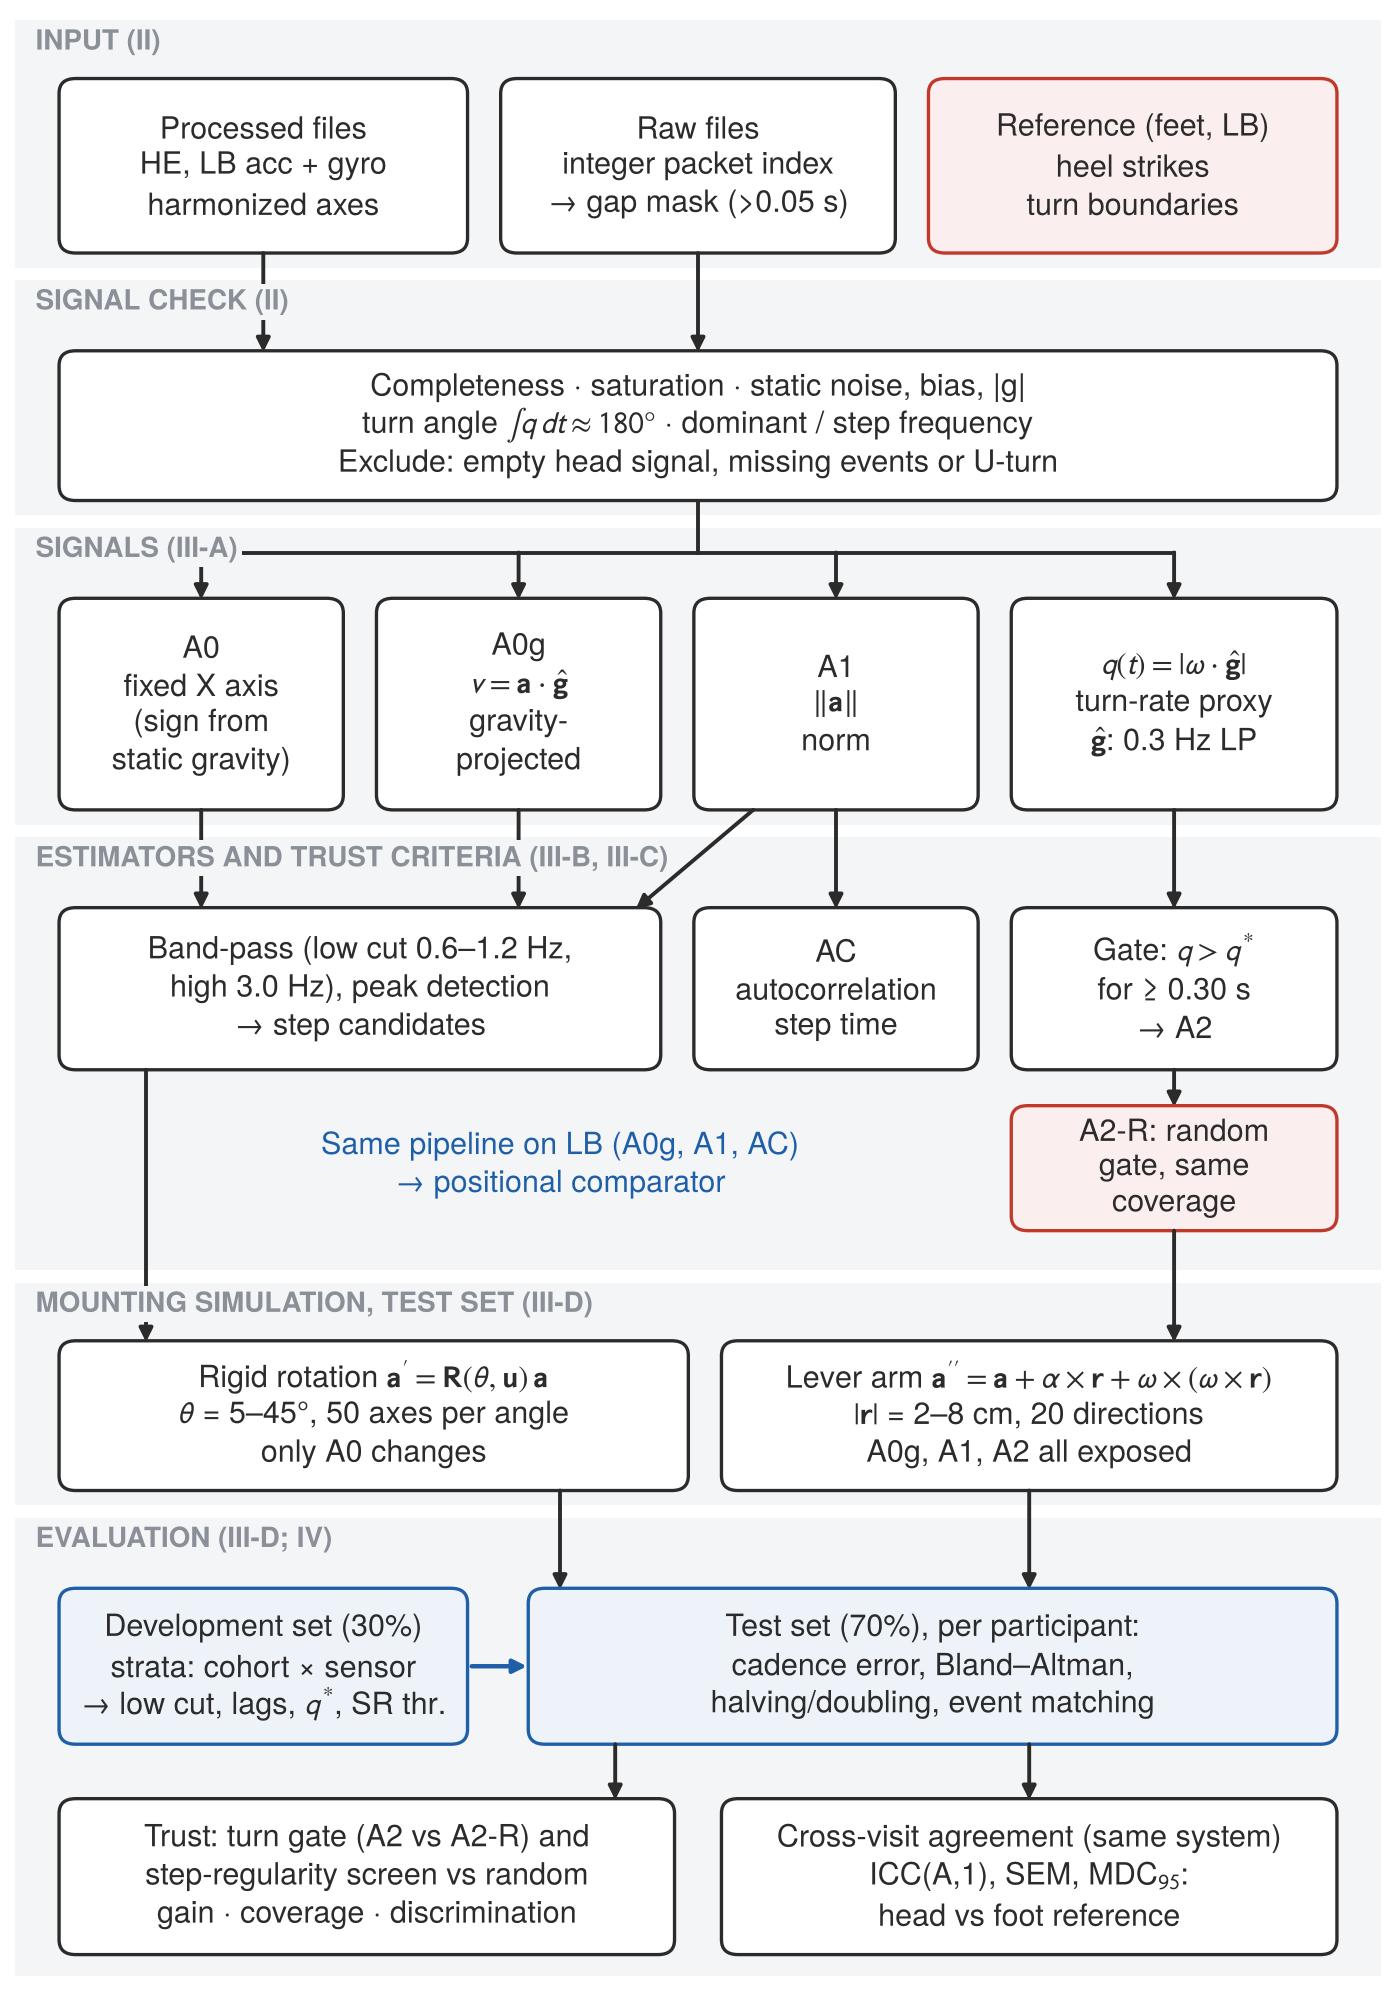 INPUT (II)
Processed files
HE, LB acc + gyro
harmonized axes
Raw files
integer packet index
→ gap mask (>0.05 s)
Reference (feet, LB)
heel strikes
turn boundaries
SIGNAL CHECK (II)
Completeness · saturation · static noise, bias, |g|
turn angle ∫q dt ≈ 180° · dominant / step frequency
Exclude: empty head signal, missing events or U-turn
SIGNALS (III-A)
A0
fixed X axis
(sign from
static gravity)
A0g
v = a · ĝ
gravity-
projected
A1
‖a‖
norm
q(t) = |ω · ĝ|
turn-rate proxy
ĝ: 0.3 Hz LP
ESTIMATORS AND TRUST CRITERIA (III-B, III-C)
Band-pass (low cut 0.6–1.2 Hz,
high 3.0 Hz), peak detection
→ step candidates
AC
autocorrelation
step time
Gate: q > q*
for ≥ 0.30 s
→ A2
Same pipeline on LB (A0g, A1, AC)
→ positional comparator
A2-R: random
gate, same
coverage
MOUNTING SIMULATION, TEST SET (III-D)
Rigid rotation a′ = R(θ, u) a
θ = 5–45°, 50 axes per angle
only A0 changes
Lever arm a′′ = a + α × r + ω × (ω × r)
|r| = 2–8 cm, 20 directions
A0g, A1, A2 all exposed
EVALUATION (III-D; IV)
Development set (30%)
strata: cohort × sensor
→ low cut, lags, q*, SR thr.
Test set (70%), per participant:
cadence error, Bland–Altman,
halving/doubling, event matching
Trust: turn gate (A2 vs A2-R) and
step-regularity screen vs random
gain · coverage · discrimination
Cross-visit agreement (same system)
ICC(A,1), SEM, MDC₉₅:
head vs foot reference